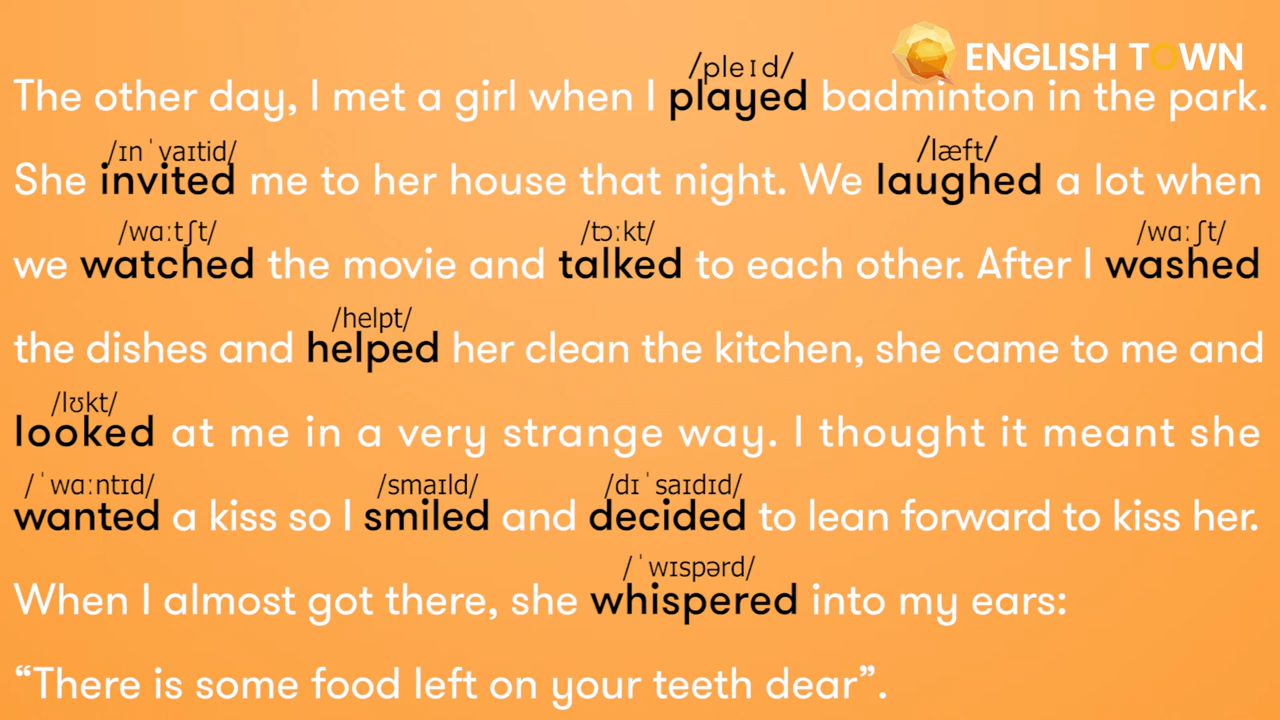 ENGLISH TOWN
/pleɪd/
The other day, I met a girl when I played badminton in the park.
/ɪnˈvaɪtid/ /læft/
She invited me to her house that night. We laughed a lot when
/wɑːtʃt/ /tɔːkt/ /wɑːʃt/
we watched the movie and talked to each other. After I washed
/helpt/
the dishes and helped her clean the kitchen, she came to me and
/lʊkt/
looked at me in a very strange way. I thought it meant she
/ˈwɑːntɪd/ /smaɪld/ /dɪˈsaɪdɪd/
wanted a kiss so I smiled and decided to lean forward to kiss her.
/ˈwɪspərd/
When I almost got there, she whispered into my ears:
“There is some food left on your teeth dear”.